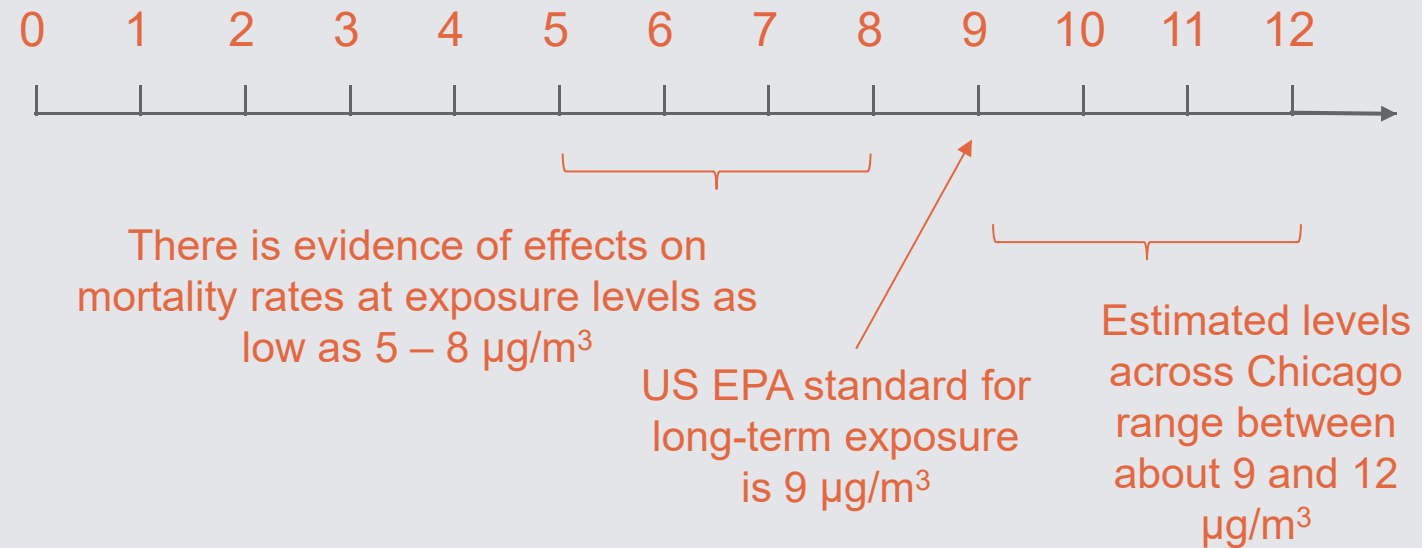 0 1 2 3 4 5 6 7 8 9 10 11 12
There is evidence of effects on
mortality rates at exposure levels as
low as 5 – 8 µg/m³
US EPA standard for
long-term exposure
is 9 µg/m³
Estimated levels
across Chicago
range between
about 9 and 12
µg/m³